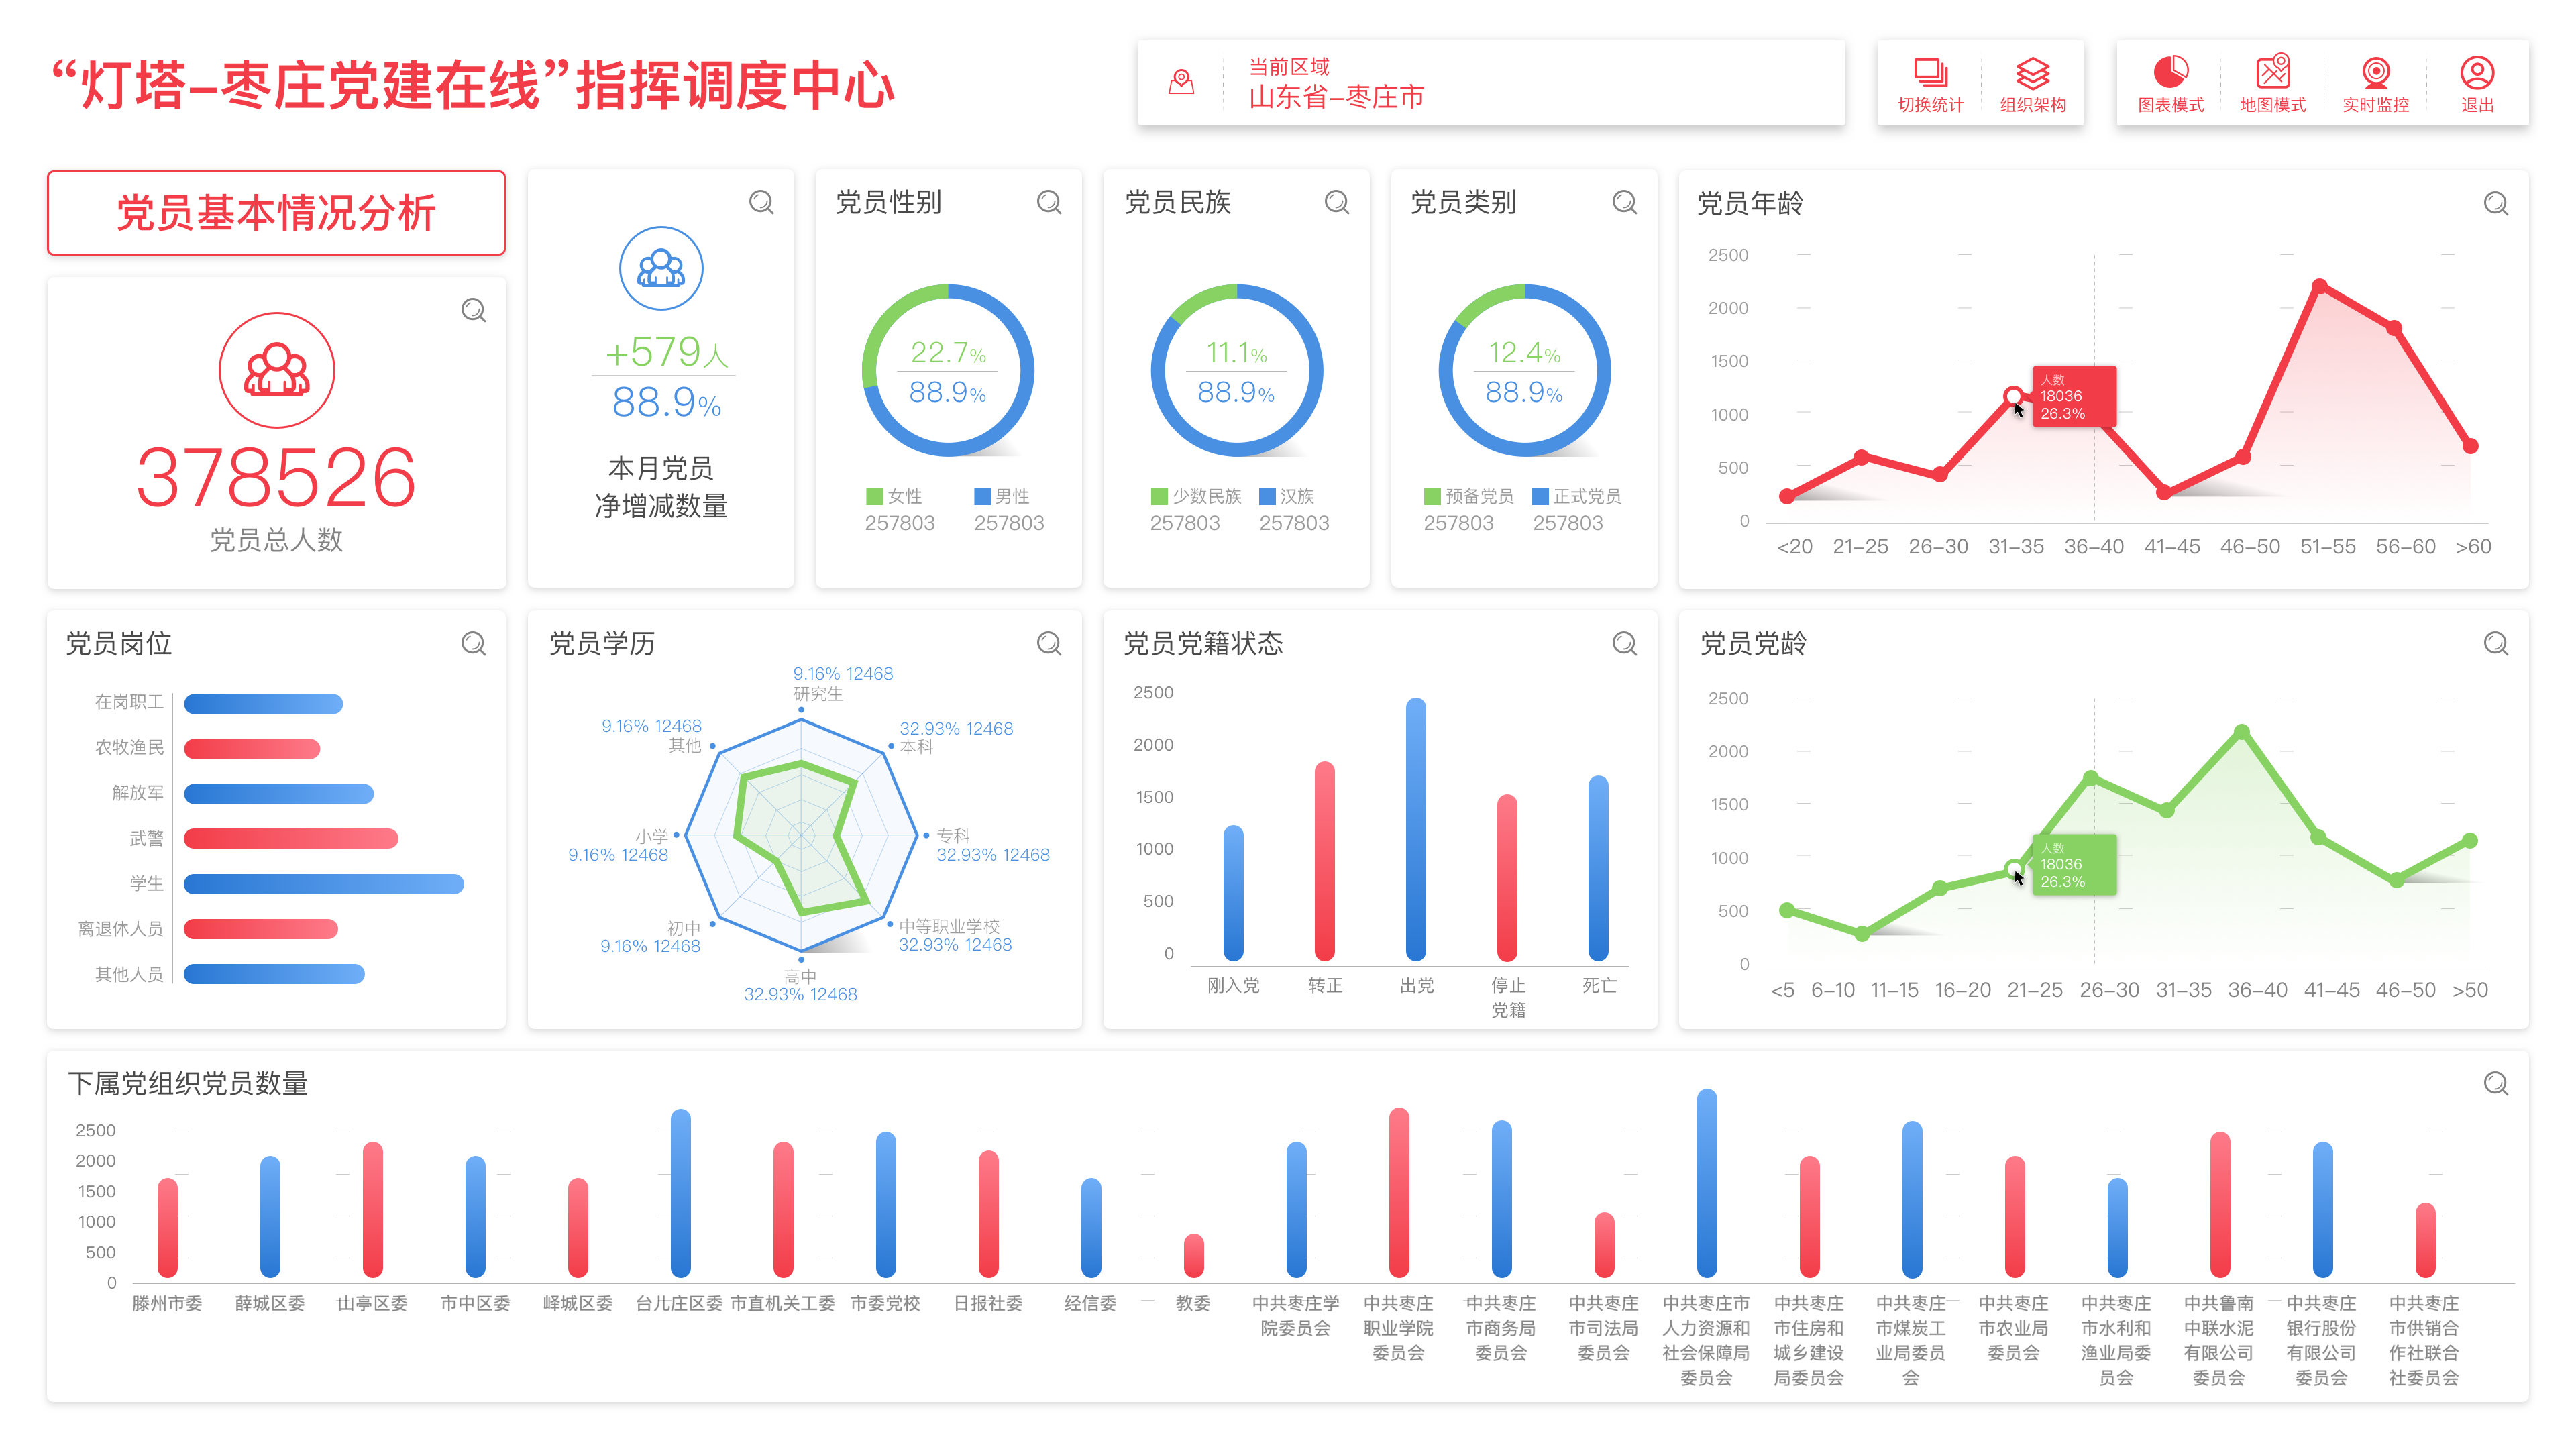 “灯塔–枣庄党建在线”指挥调度中心
当前区域
山东省–枣庄市
切换统计
组织架构
图表模式
地图模式
实时监控
退出
党员基本情况分析
378526
党员总人数
+579人
88.9%
本月党员
净增减数量
党员性别
22.7%
88.9%
女性
男性
257803
257803
党员民族
11.1%
88.9%
少数民族
汉族
257803
257803
党员类别
12.4%
88.9%
预备党员
正式党员
257803
257803
党员年龄
2500
2000
1500
1000
500
0
人数
18036
26.3%
<20 21–25 26–30 31–35 36–40 41–45 46–50 51–55 56–60 >60
党员岗位
在岗职工
农牧渔民
解放军
武警
学生
离退休人员
其他人员
党员学历
9.16% 12468
研究生
9.16% 12468
其他
32.93% 12468
本科
小学
9.16% 12468
专科
32.93% 12468
初中
9.16% 12468
中等职业学校
32.93% 12468
高中
32.93% 12468
党员党籍状态
2500
2000
1500
1000
500
0
刚入党
转正
出党
停止
党籍
死亡
党员党龄
2500
2000
1500
1000
500
0
人数
18036
26.3%
<5 6–10 11–15 16–20 21–25 26–30 31–35 36–40 41–45 46–50 >50
下属党组织党员数量
2500
2000
1500
1000
500
0
滕州市委
薛城区委
山亭区委
市中区委
峄城区委
台儿庄区委
市直机关工委
市委党校
日报社委
经信委
教委
中共枣庄学
院委员会
中共枣庄
职业学院
委员会
中共枣庄
市商务局
委员会
中共枣庄
市司法局
委员会
中共枣庄市
人力资源和
社会保障局
委员会
中共枣庄
市住房和
城乡建设
局委员会
中共枣庄
市煤炭工
业局委员
会
中共枣庄
市农业局
委员会
中共枣庄
市水利和
渔业局委
员会
中共鲁南
中联水泥
有限公司
委员会
中共枣庄
银行股份
有限公司
委员会
中共枣庄
市供销合
作社联合
社委员会